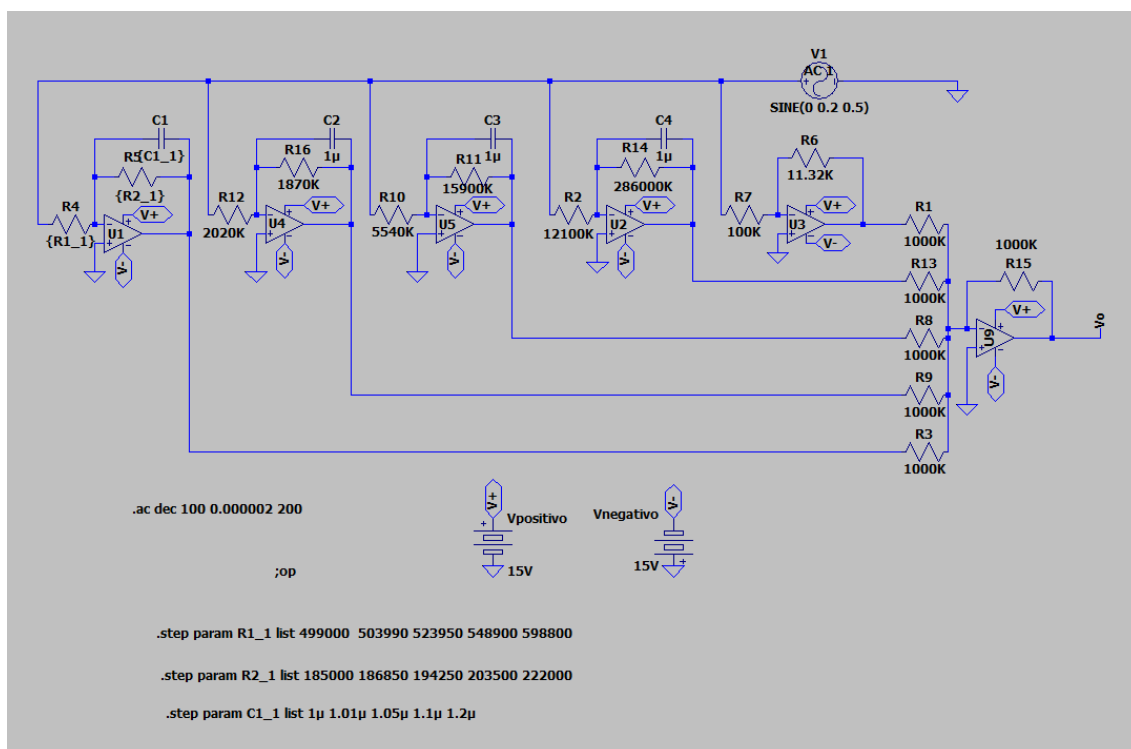 V1
AC 1
SINE(0 0.2 0.5)
C1
{C1_1}
R5
{R2_1}
R4
{R1_1}
V+
U1
V-
C2
1µ
R16
1870K
R12
2020K
V+
U4
V-
C3
1µ
R11
15900K
R10
5540K
V+
U5
V-
C4
1µ
R14
286000K
R2
12100K
V+
U2
V-
R6
11.32K
R7
100K
V+
U3
V-
R1
1000K
R13
1000K
R8
1000K
R9
1000K
R3
1000K
1000K
R15
V+
U9
V-
Vo
.ac dec 100 0.000002 200
;op
V+
Vpositivo
15V
V-
Vnegativo
15V
.step param R1_1 list 499000 503990 523950 548900 598800
.step param R2_1 list 185000 186850 194250 203500 222000
.step param C1_1 list 1µ 1.01µ 1.05µ 1.1µ 1.2µ